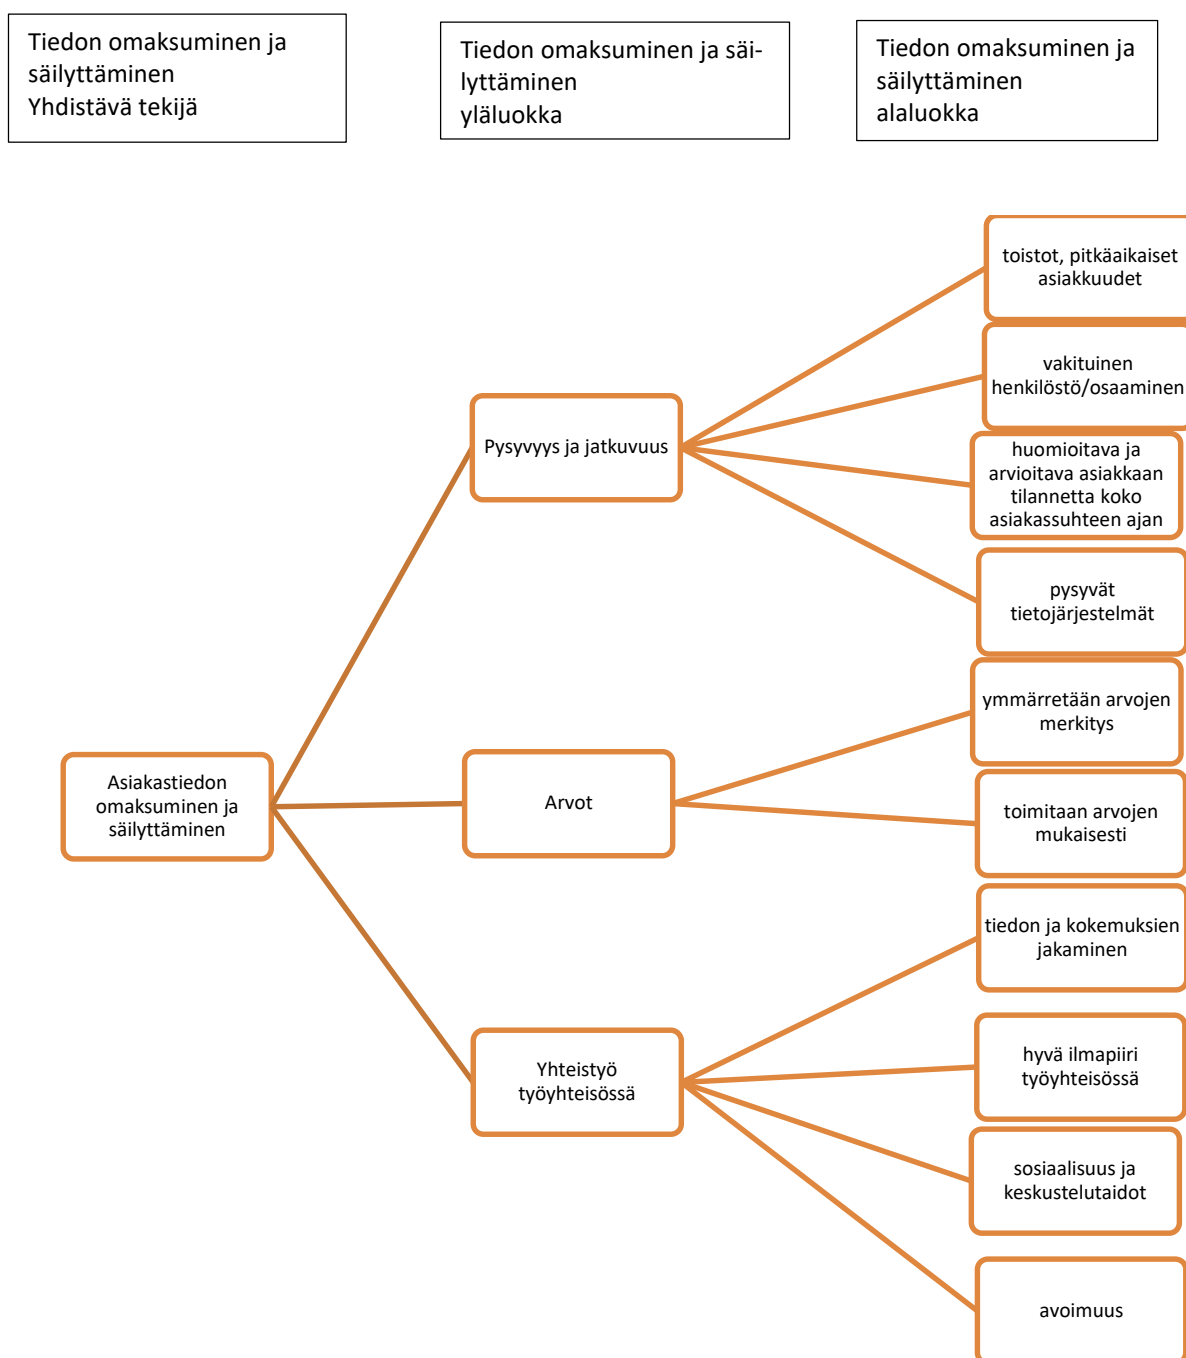 Tiedon omaksuminen ja
säilyttäminen
Yhdistävä tekijä
Tiedon omaksuminen ja säi-
lyttäminen
yläluokka
Tiedon omaksuminen ja
säilyttäminen
alaluokka
toistot, pitkäaikaiset
asiakkuudet
vakituinen
henkilöstö/osaaminen
Pysyvyys ja jatkuvuus
huomioitava ja
arvioitava asiakkaan
tilannetta koko
asiakassuhteen ajan
pysyvät
tietojärjestelmät
ymmärretään arvojen
merkitys
Asiakastiedon
omaksuminen ja
säilyttäminen
Arvot
toimitaan arvojen
mukaisesti
tiedon ja kokemuksien
jakaminen
Yhteistyö
työyhteisössä
hyvä ilmapiiri
työyhteisössä
sosiaalisuus ja
keskustelutaidot
avoimuus